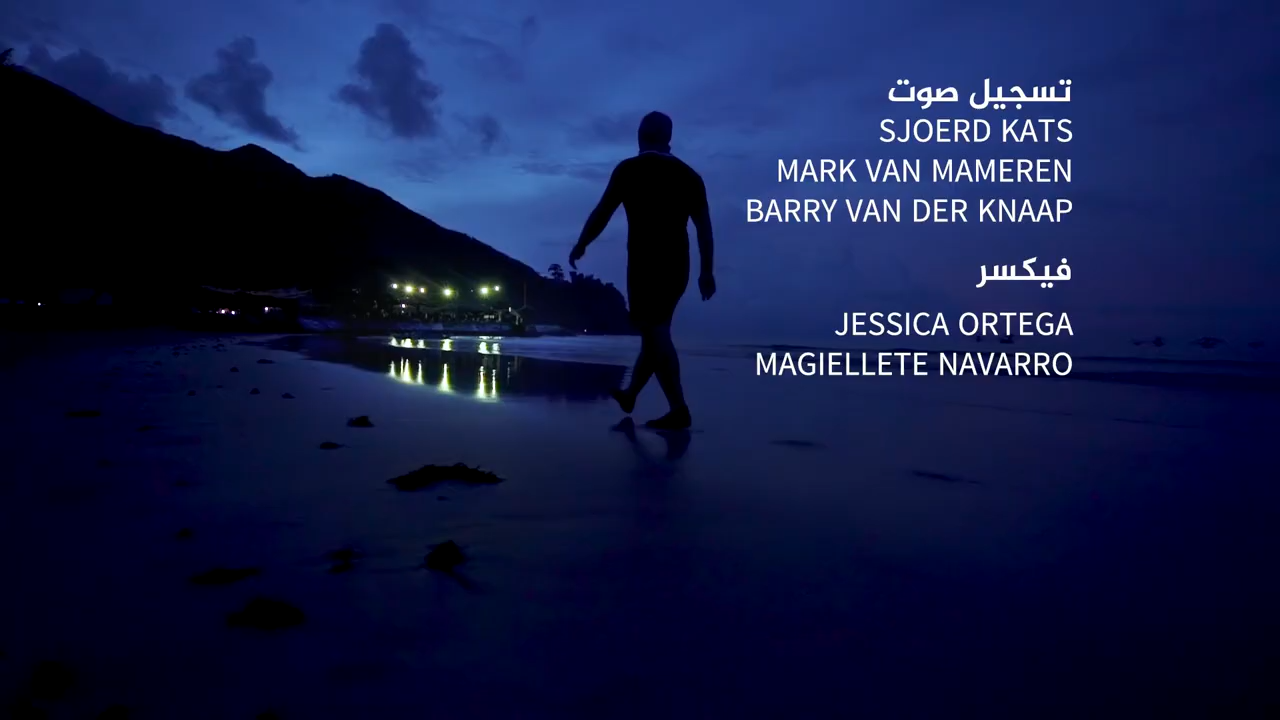 تسجيل صوت
SJOERD KATS
MARK VAN MAMEREN
BARRY VAN DER KNAAP
فيكسر
JESSICA ORTEGA
MAGIELLETE NAVARRO